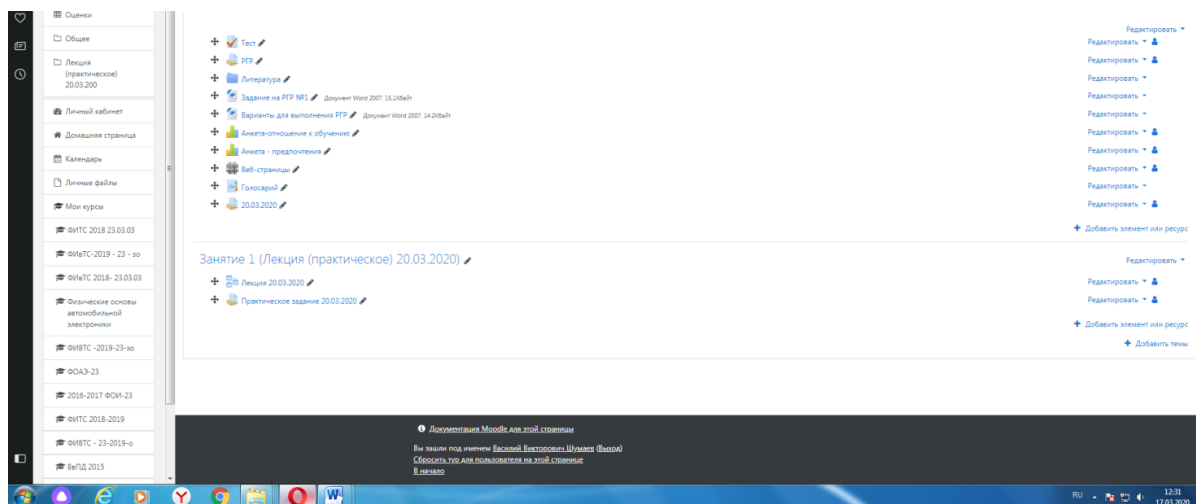 Оценки
Общее
Лекция
(практическое)
20.03.200
Личный кабинет
Домашняя страница
Календарь
Личные файлы
Мои курсы
ФИТС 2018 23.03.03
ФИвТС-2019 - 23 - зо
ФИвТС 2018- 23.03.03
Физические основы
автомобильной
электроники
ФИВТС -2019-23-зо
ФОАЭ-23
2016-2017 ФОИ-23
ФИТС 2018-2019
ФИВТС - 23-2019-о
ВеПД 2015
Редактировать
Тест Редактировать
РГР Редактировать
Литература Редактировать
Задание на РГР №1 Документ Word 2007, 15.1Кбайт Редактировать
Варианты для выполнения РГР Документ Word 2007, 14.2Кбайт Редактировать
Анкета-отношение к обучению Редактировать
Анкета - предпочтения Редактировать
Веб-страницы Редактировать
Голосарий Редактировать
20.03.2020 Редактировать
Добавить элемент или ресурс
Занятие 1 (Лекция (практическое) 20.03.2020) Редактировать
Лекция 20.03.2020 Редактировать
Практическое задание 20.03.2020 Редактировать
Добавить элемент или ресурс
Добавить темы
Документация Moodle для этой страницы
Вы зашли под именем Василий Викторович Шумаев (Выход)
Сбросить тур для пользователя на этой странице
В начало
RU 12:31
17.03.2020